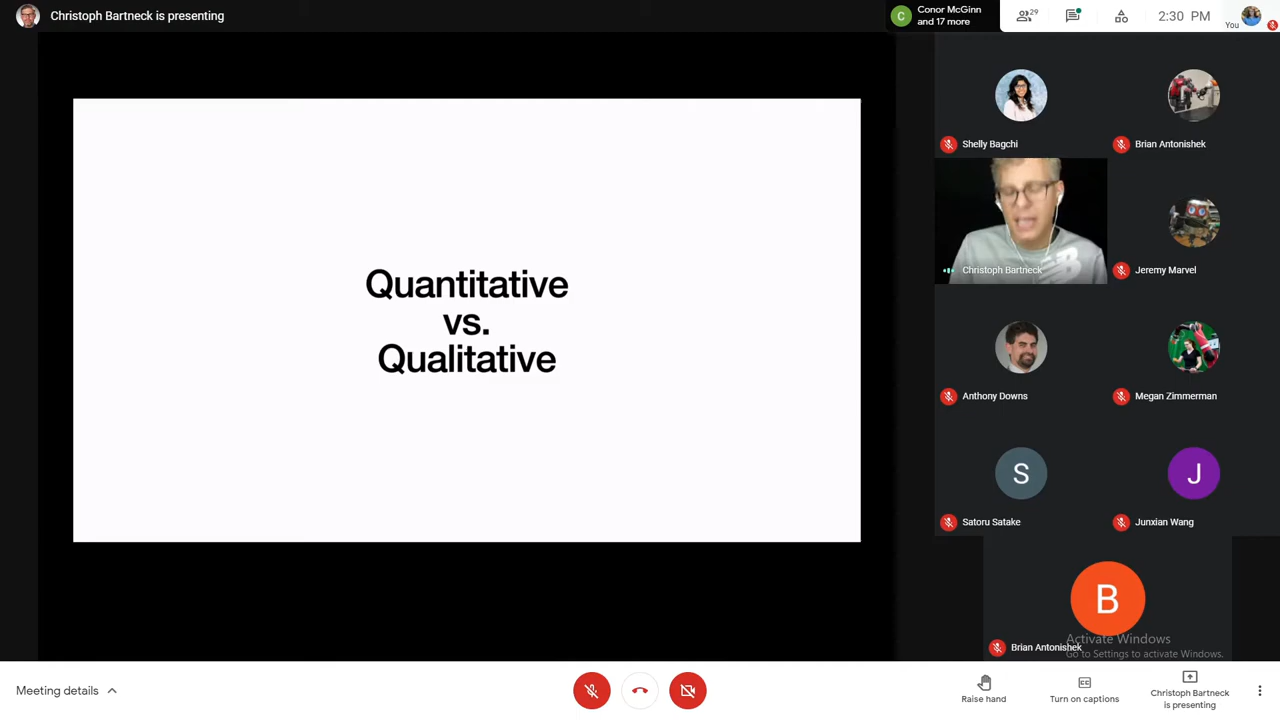 Christoph Bartneck is presenting
C
Conor McGinn
and 17 more
29
2:30 PM
You
Shelly Bagchi
Brian Antonishek
Quantitative
vs.
Qualitative
Christoph Bartneck
Jeremy Marvel
Anthony Downs
Megan Zimmerman
S
J
Satoru Satake
Junxian Wang
B
Brian Antonishek
Activate Windows
Go to Settings to activate Windows.
Meeting details
Raise hand
Turn on captions
Christoph Bartneck
is presenting